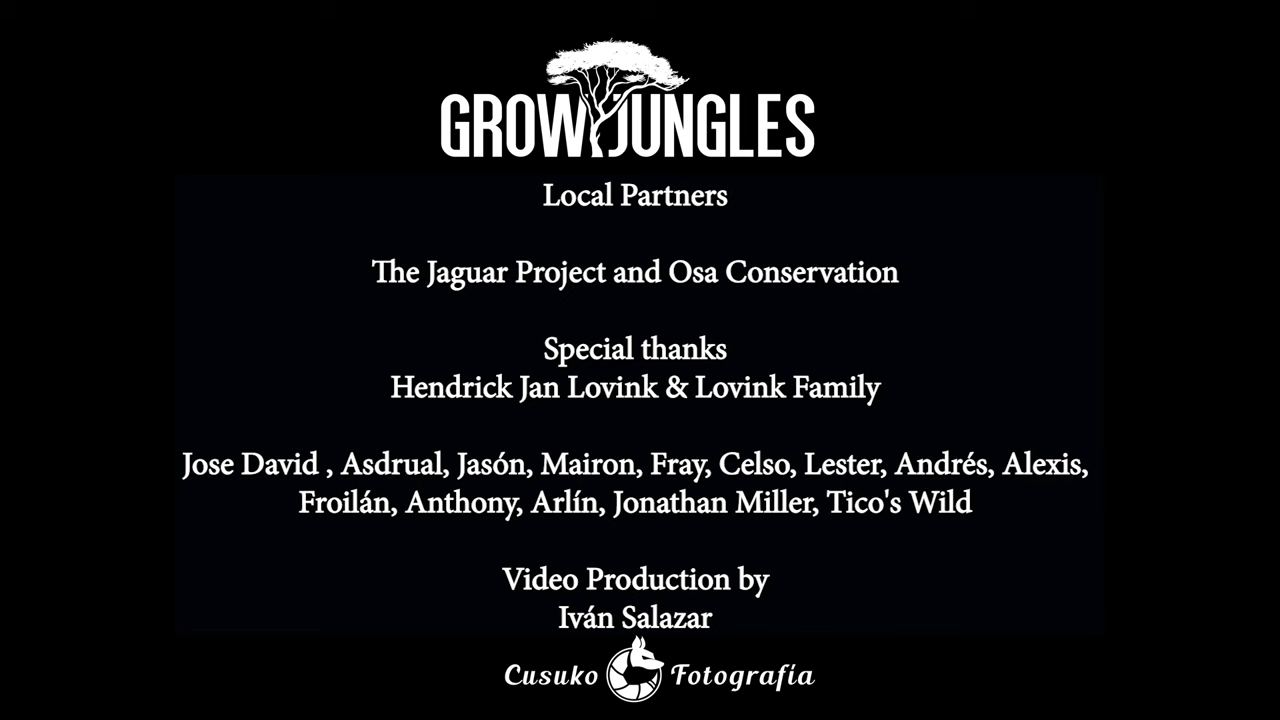 GROW JUNGLES
Local Partners
The Jaguar Project and Osa Conservation
Special thanks
Hendrick Jan Lovink & Lovink Family
Jose David , Asdrual, Jasón, Mairon, Fray, Celso, Lester, Andrés, Alexis,
Froilán, Anthony, Arlín, Jonathan Miller, Tico's Wild
Video Production by
Iván Salazar
Cusuko Fotografía